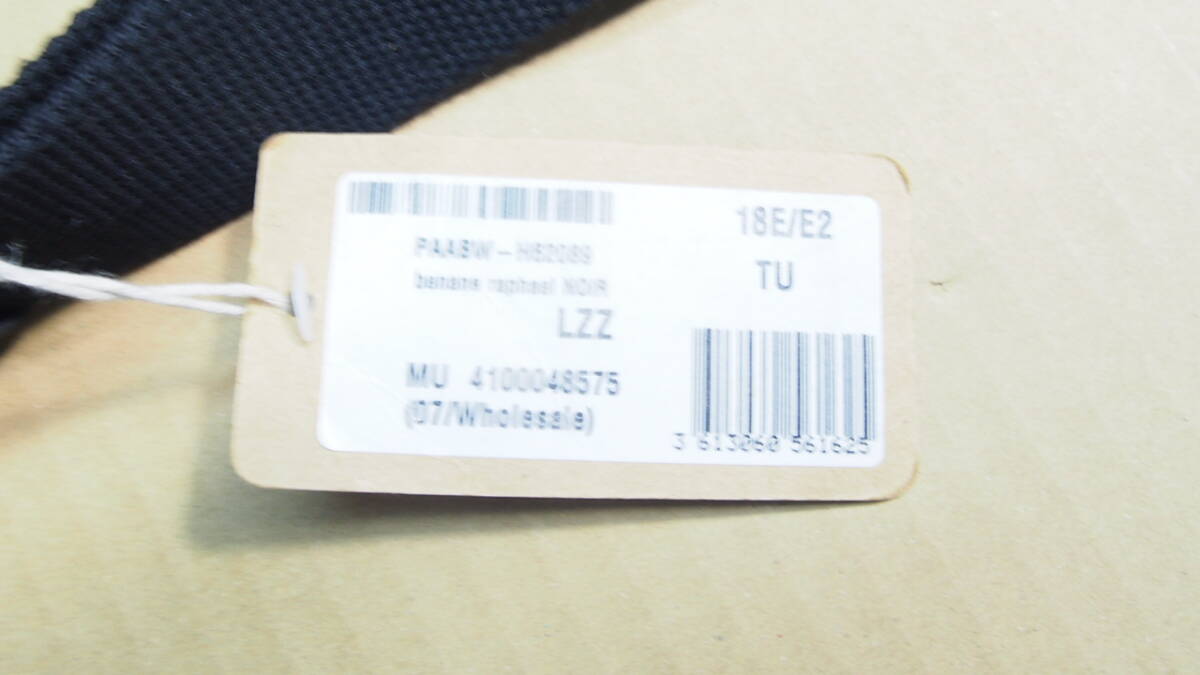 PAABW-H62089
banane raphael NOIR
LZZ
MU 4100048575
(07/Wholesale)
18E/E2
TU
3 613060 561625